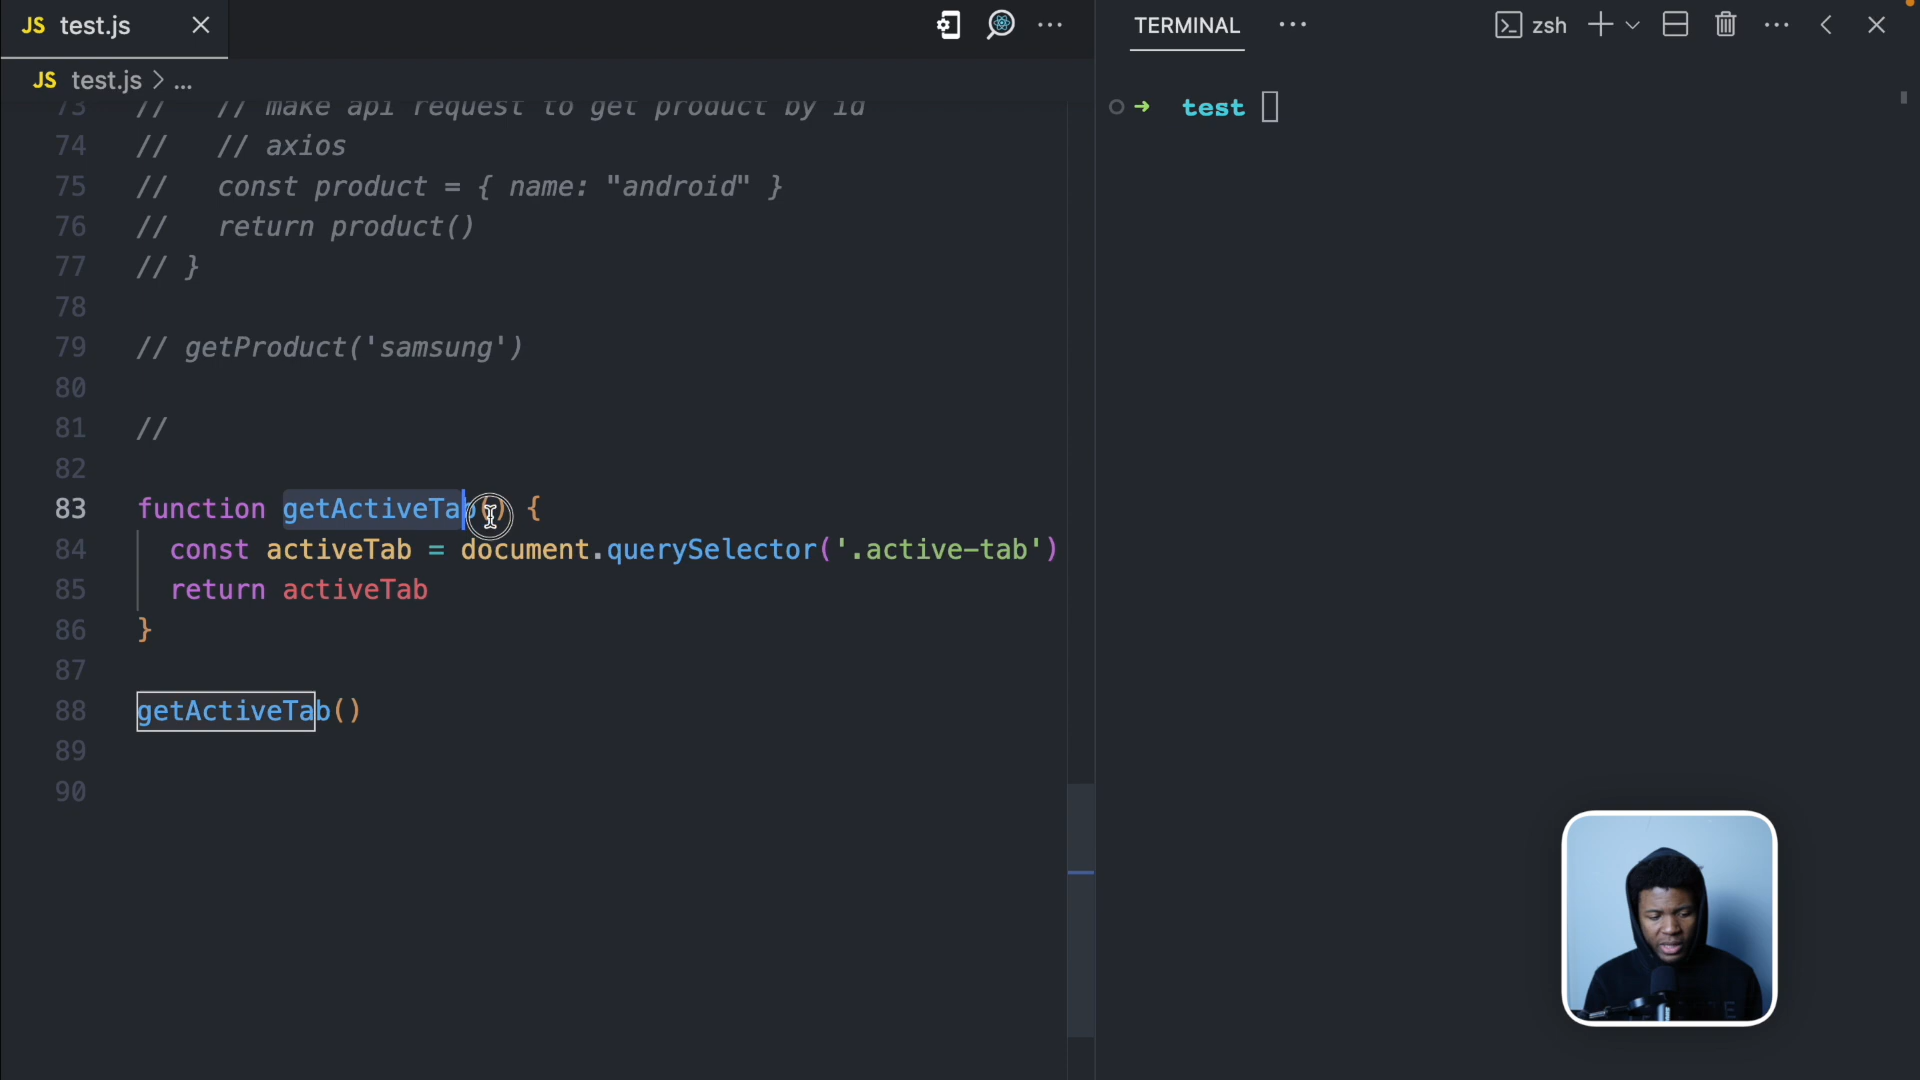 JS test.js
JS test.js > ...
73 // // make api request to get product by id
74 // // axios
75 // const product = { name: "android" }
76 // return product()
77 // }
78
79 // getProduct('samsung')
80
81 //
82
83 function getActiveTab() {
84 const activeTab = document.querySelector('.active-tab')
85 return activeTab
86 }
87
88 getActiveTab()
89
90
TERMINAL
zsh
test